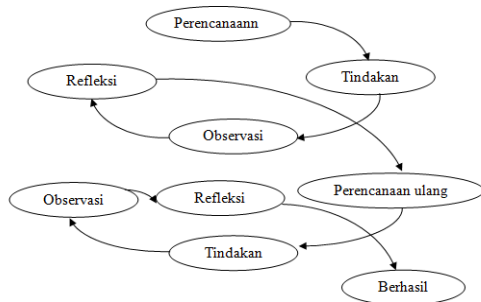 Perencanaann
Tindakan
Refleksi
Observasi
Perencanaan ulang
Observasi
Refleksi
Tindakan
Berhasil